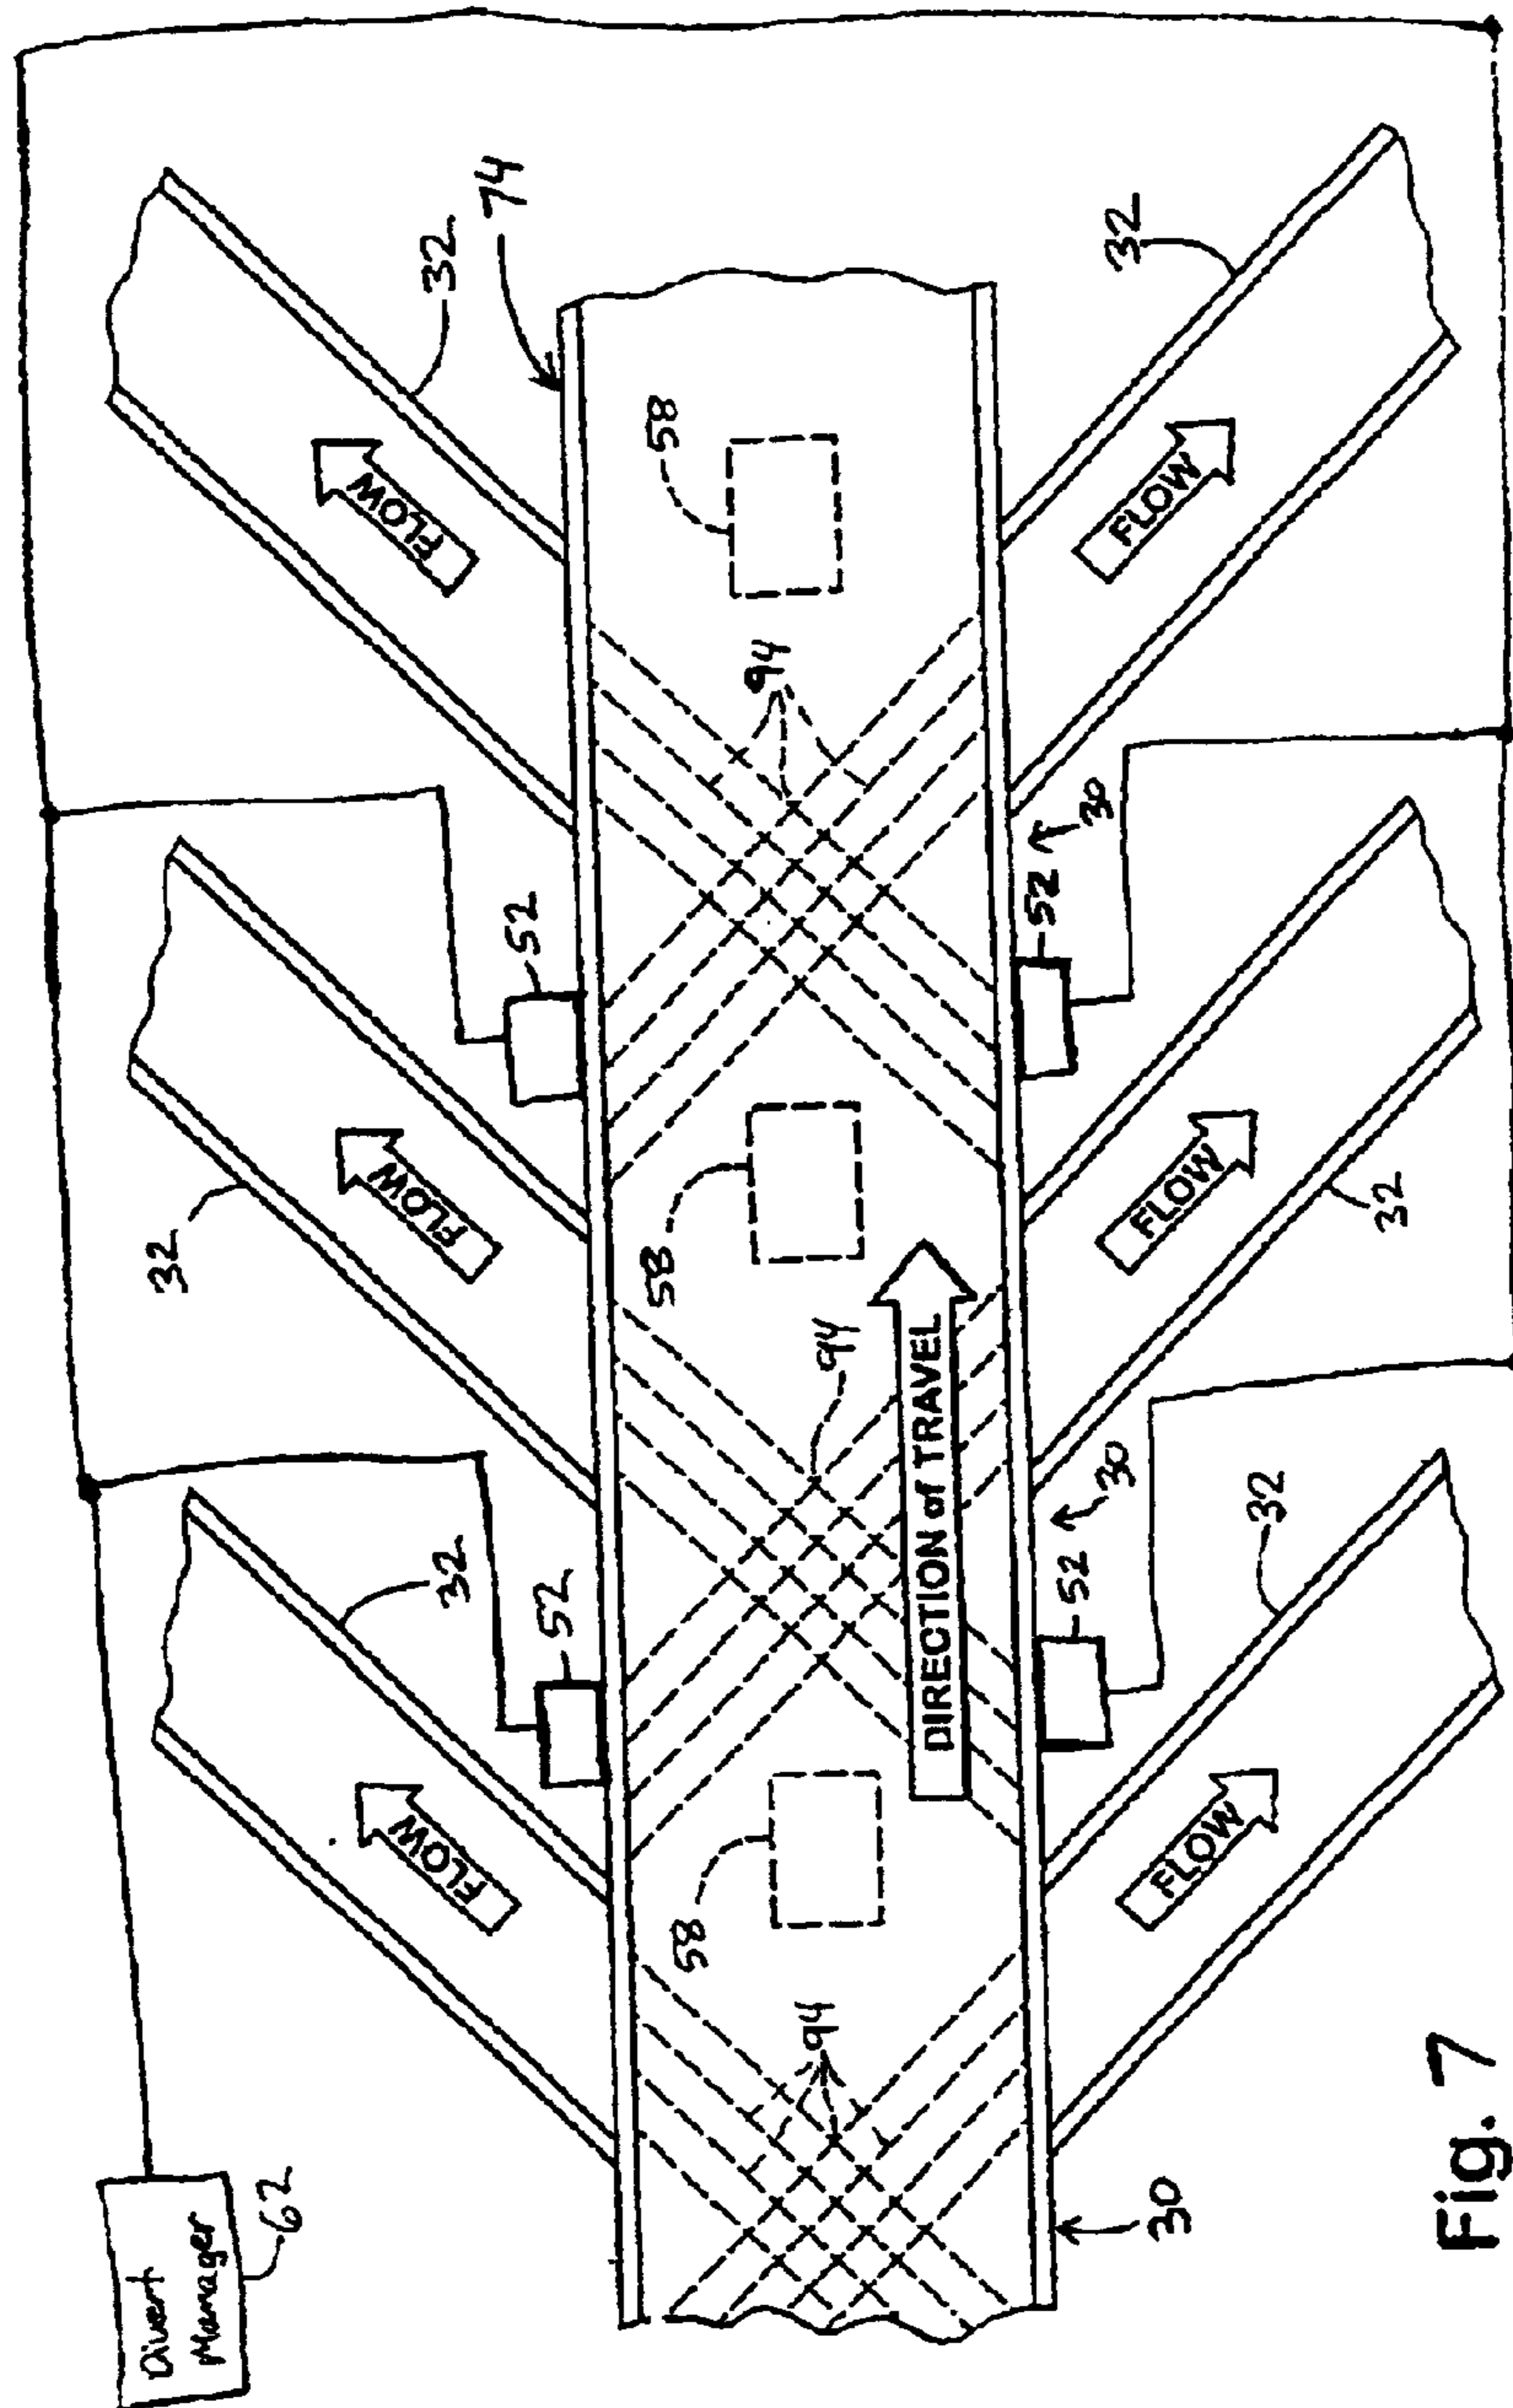 Divert
Manager
62
32
FLOW
FLOW
FLOW
32
32
52
52
74
58
58
58
94
94
94
DIRECTION of TRAVEL
52
52
30
30
32
FLOW
FLOW
FLOW
30
32
32
Fig. 7